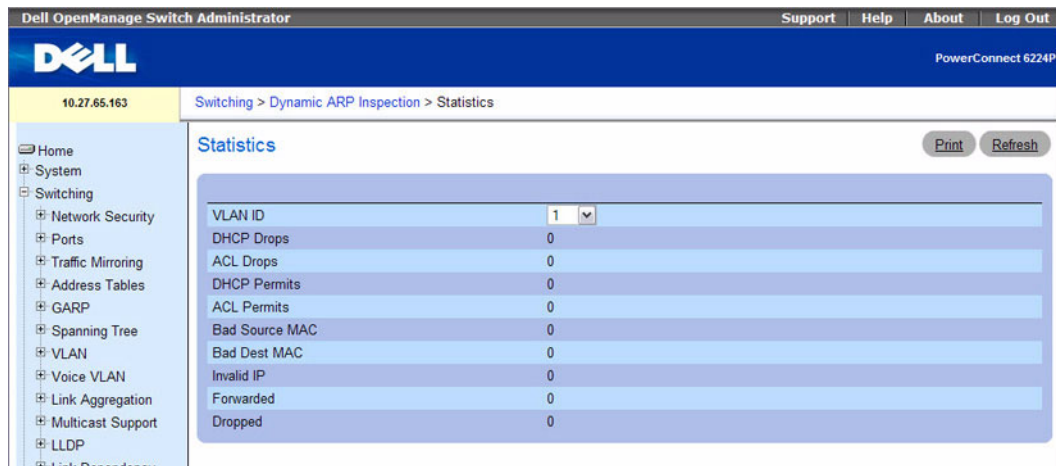 Dell OpenManage Switch Administrator
Support Help About Log Out
DELL
PowerConnect 6224P
10.27.65.163
Switching > Dynamic ARP Inspection > Statistics
Home
System
Switching
Network Security
Ports
Traffic Mirroring
Address Tables
GARP
Spanning Tree
VLAN
Voice VLAN
Link Aggregation
Multicast Support
LLDP
Statistics
Print Refresh
VLAN ID 1
DHCP Drops 0
ACL Drops 0
DHCP Permits 0
ACL Permits 0
Bad Source MAC 0
Bad Dest MAC 0
Invalid IP 0
Forwarded 0
Dropped 0